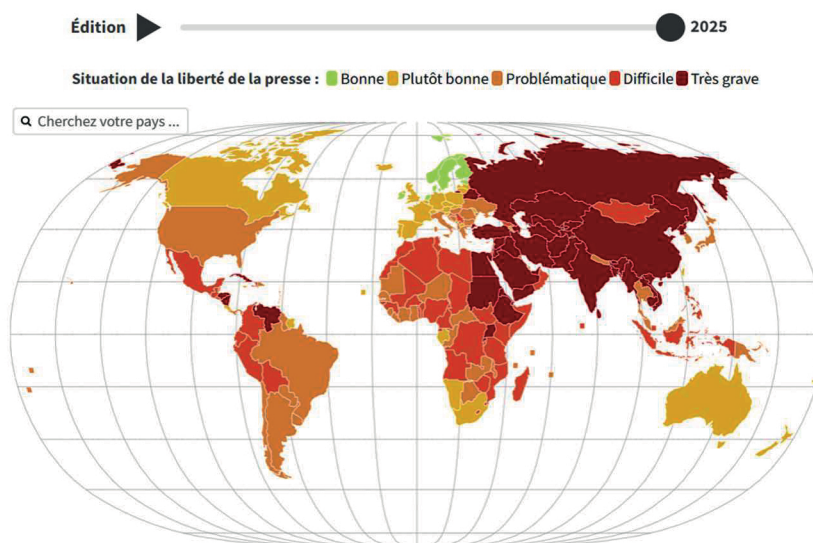 Édition 2025
Situation de la liberté de la presse : Bonne Plutôt bonne Problématique Difficile Très grave
Cherchez votre pays ...